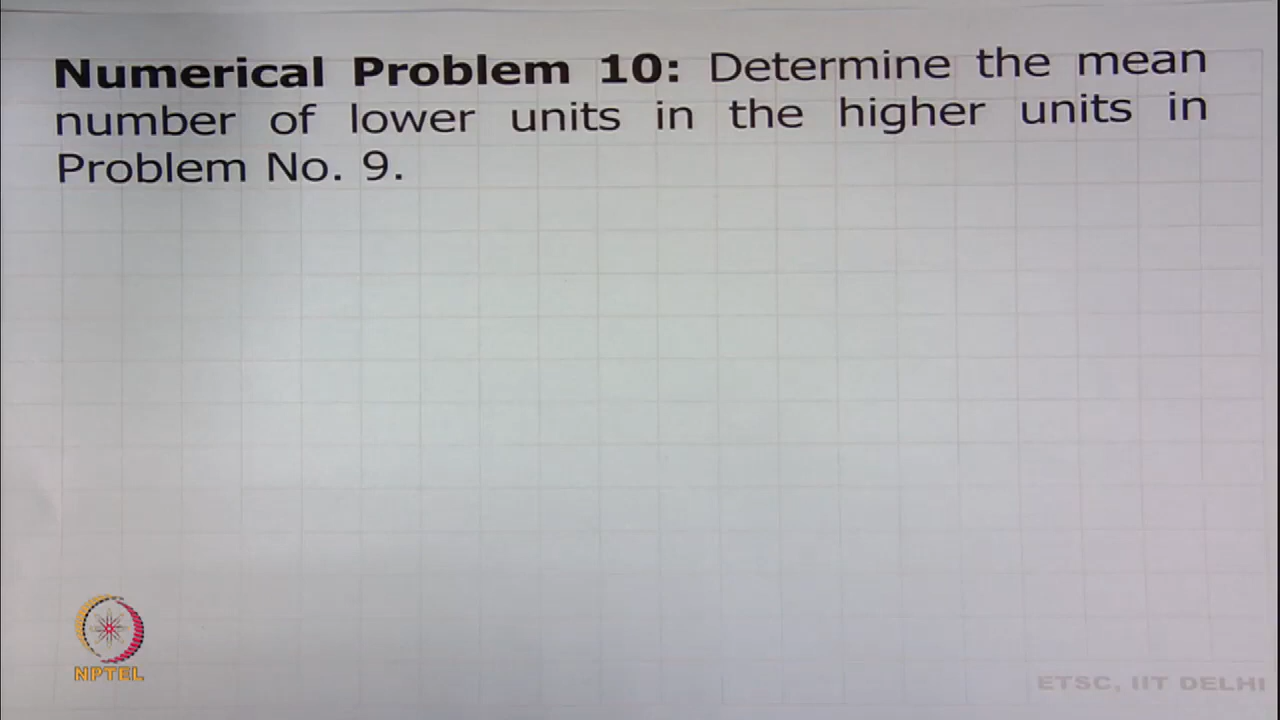 Numerical Problem 10: Determine the mean
number of lower units in the higher units in
Problem No. 9.
NPTEL
ETSC, IIT DELHI